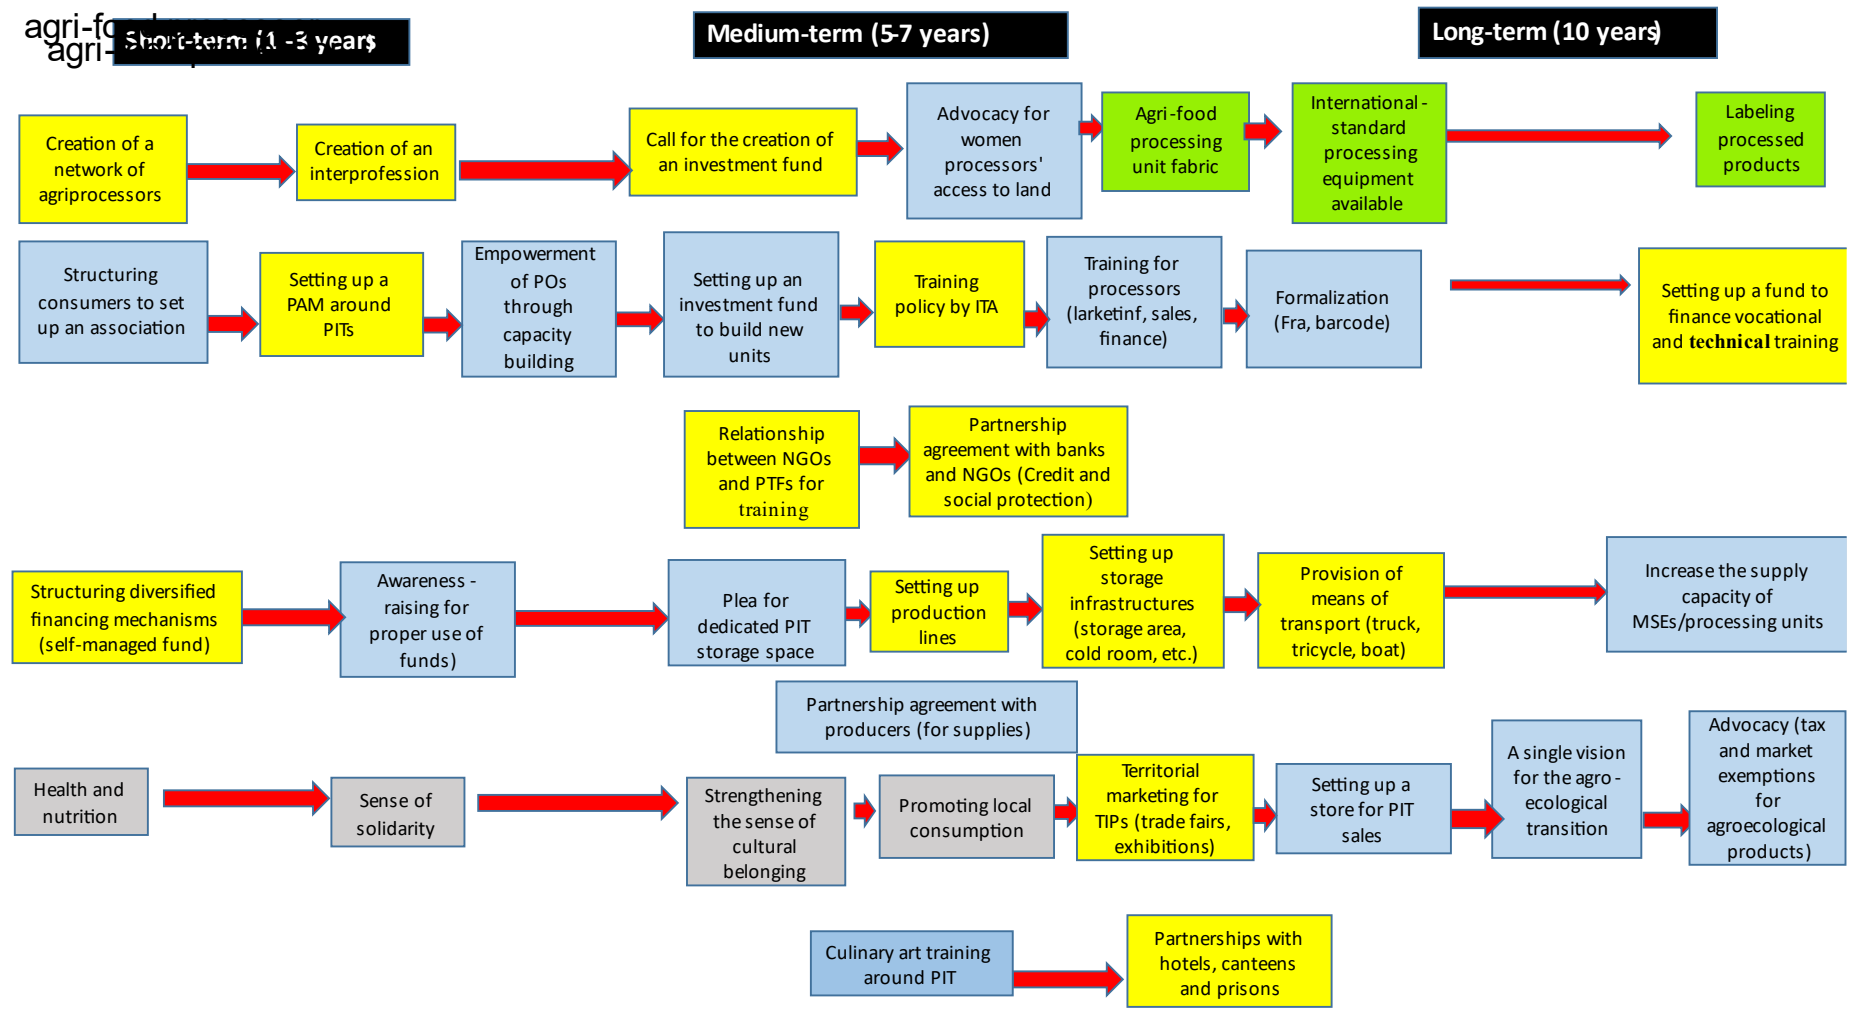 agri-food processor
agri-
Short-term (1 -3 years
Medium-term (5-7 years)
Long-term (10 years)
Creation of a
network of
agriprocessors
Creation of an
interprofession
Call for the creation of
an investment fund
Advocacy for
women
processors'
access to land
Agri-food
processing
unit fabric
International-
standard
processing
equipment
available
Labeling
processed
products
Structuring
consumers to set
up an association
Setting up a
PAM around
PITs
Empowerment
of POs
through
capacity
building
Setting up an
investment fund
to build new
units
Training
policy by ITA
Training for
processors
(larketinf, sales,
finance)
Formalization
(Fra, barcode)
Setting up a fund to
finance vocational
and technical training
Relationship
between NGOs
and PTFs for
training
Partnership
agreement with banks
and NGOs (Credit and
social protection)
Structuring diversified
financing mechanisms
(self-managed fund)
Awareness-
raising for
proper use of
funds)
Plea for
dedicated PIT
storage space
Setting up
production
lines
Setting up
storage
infrastructures
(storage area,
cold room, etc.)
Provision of
means of
transport (truck,
tricycle, boat)
Increase the supply
capacity of
MSEs/processing units
Partnership agreement with
producers (for supplies)
Health and
nutrition
Sense of
solidarity
Strengthening
the sense of
cultural
belonging
Promoting local
consumption
Territorial
marketing for
TIPs (trade fairs,
exhibitions)
Setting up a
store for PIT
sales
A single vision
for the agro-
ecological
transition
Advocacy (tax
and market
exemptions
for
agroecological
products)
Culinary art training
around PIT
Partnerships with
hotels, canteens
and prisons